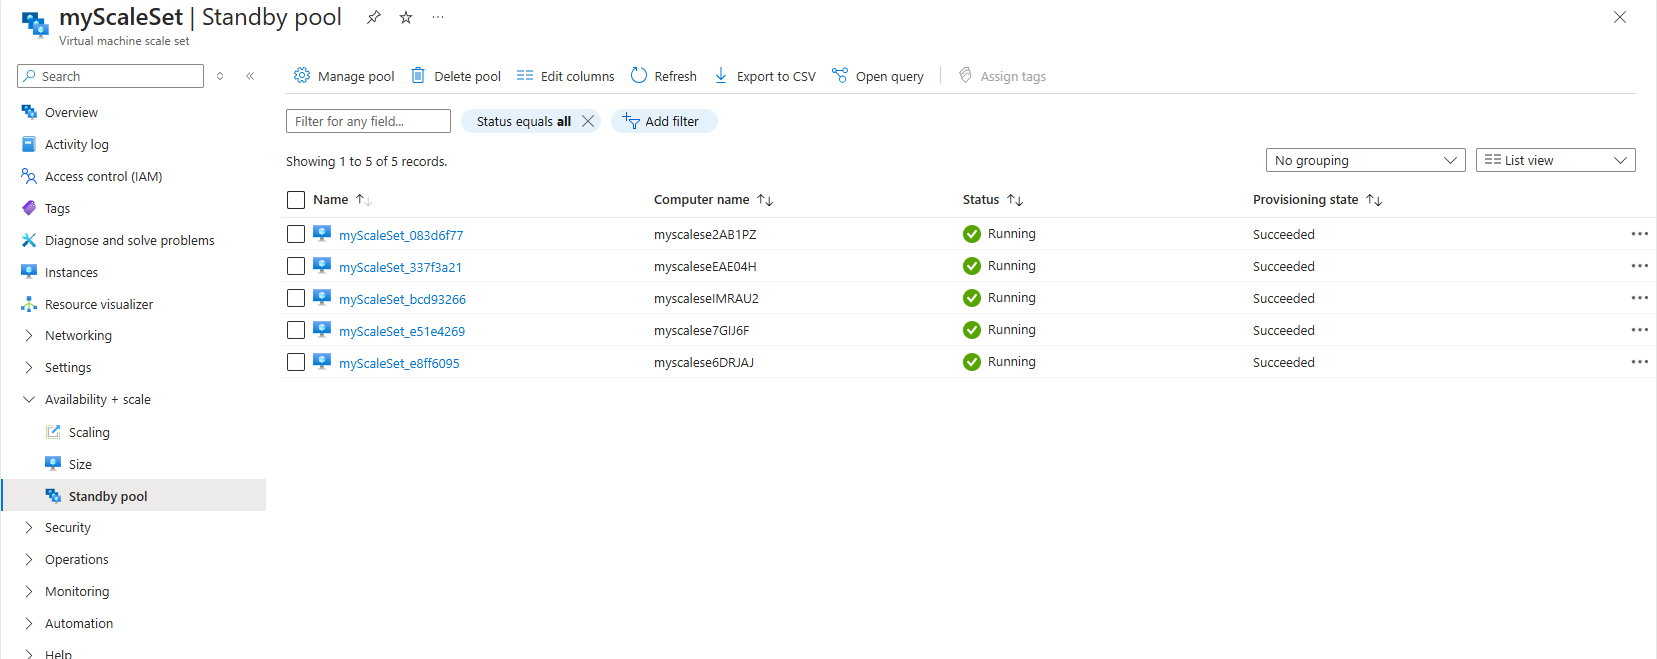 myScaleSet | Standby pool
Virtual machine scale set
Search
Overview
Activity log
Access control (IAM)
Tags
Diagnose and solve problems
Instances
Resource visualizer
Networking
Settings
Availability + scale
Scaling
Size
Standby pool
Security
Operations
Monitoring
Automation
Help
Manage pool Delete pool Edit columns Refresh Export to CSV Open query Assign tags
Filter for any field... Status equals all Add filter
Showing 1 to 5 of 5 records. No grouping List view
Name Computer name Status Provisioning state
myScaleSet_083d6f77 myscalese2AB1PZ Running Succeeded
myScaleSet_337f3a21 myscaleseEAE04H Running Succeeded
myScaleSet_bcd93266 myscaleseIMRAU2 Running Succeeded
myScaleSet_e51e4269 myscalese7GIJ6F Running Succeeded
myScaleSet_e8ff6095 myscalese6DRJAJ Running Succeeded